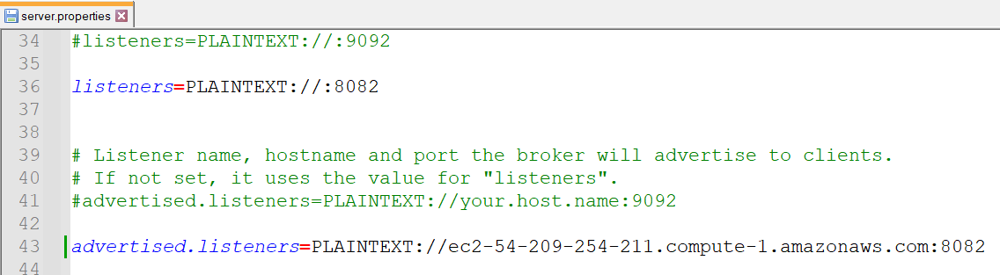 server.properties
34 #listeners=PLAINTEXT://:9092
35
36 listeners=PLAINTEXT://:8082
37
38
39 # Listener name, hostname and port the broker will advertise to clients.
40 # If not set, it uses the value for "listeners".
41 #advertised.listeners=PLAINTEXT://your.host.name:9092
42
43 advertised.listeners=PLAINTEXT://ec2-54-209-254-211.compute-1.amazonaws.com:8082
44